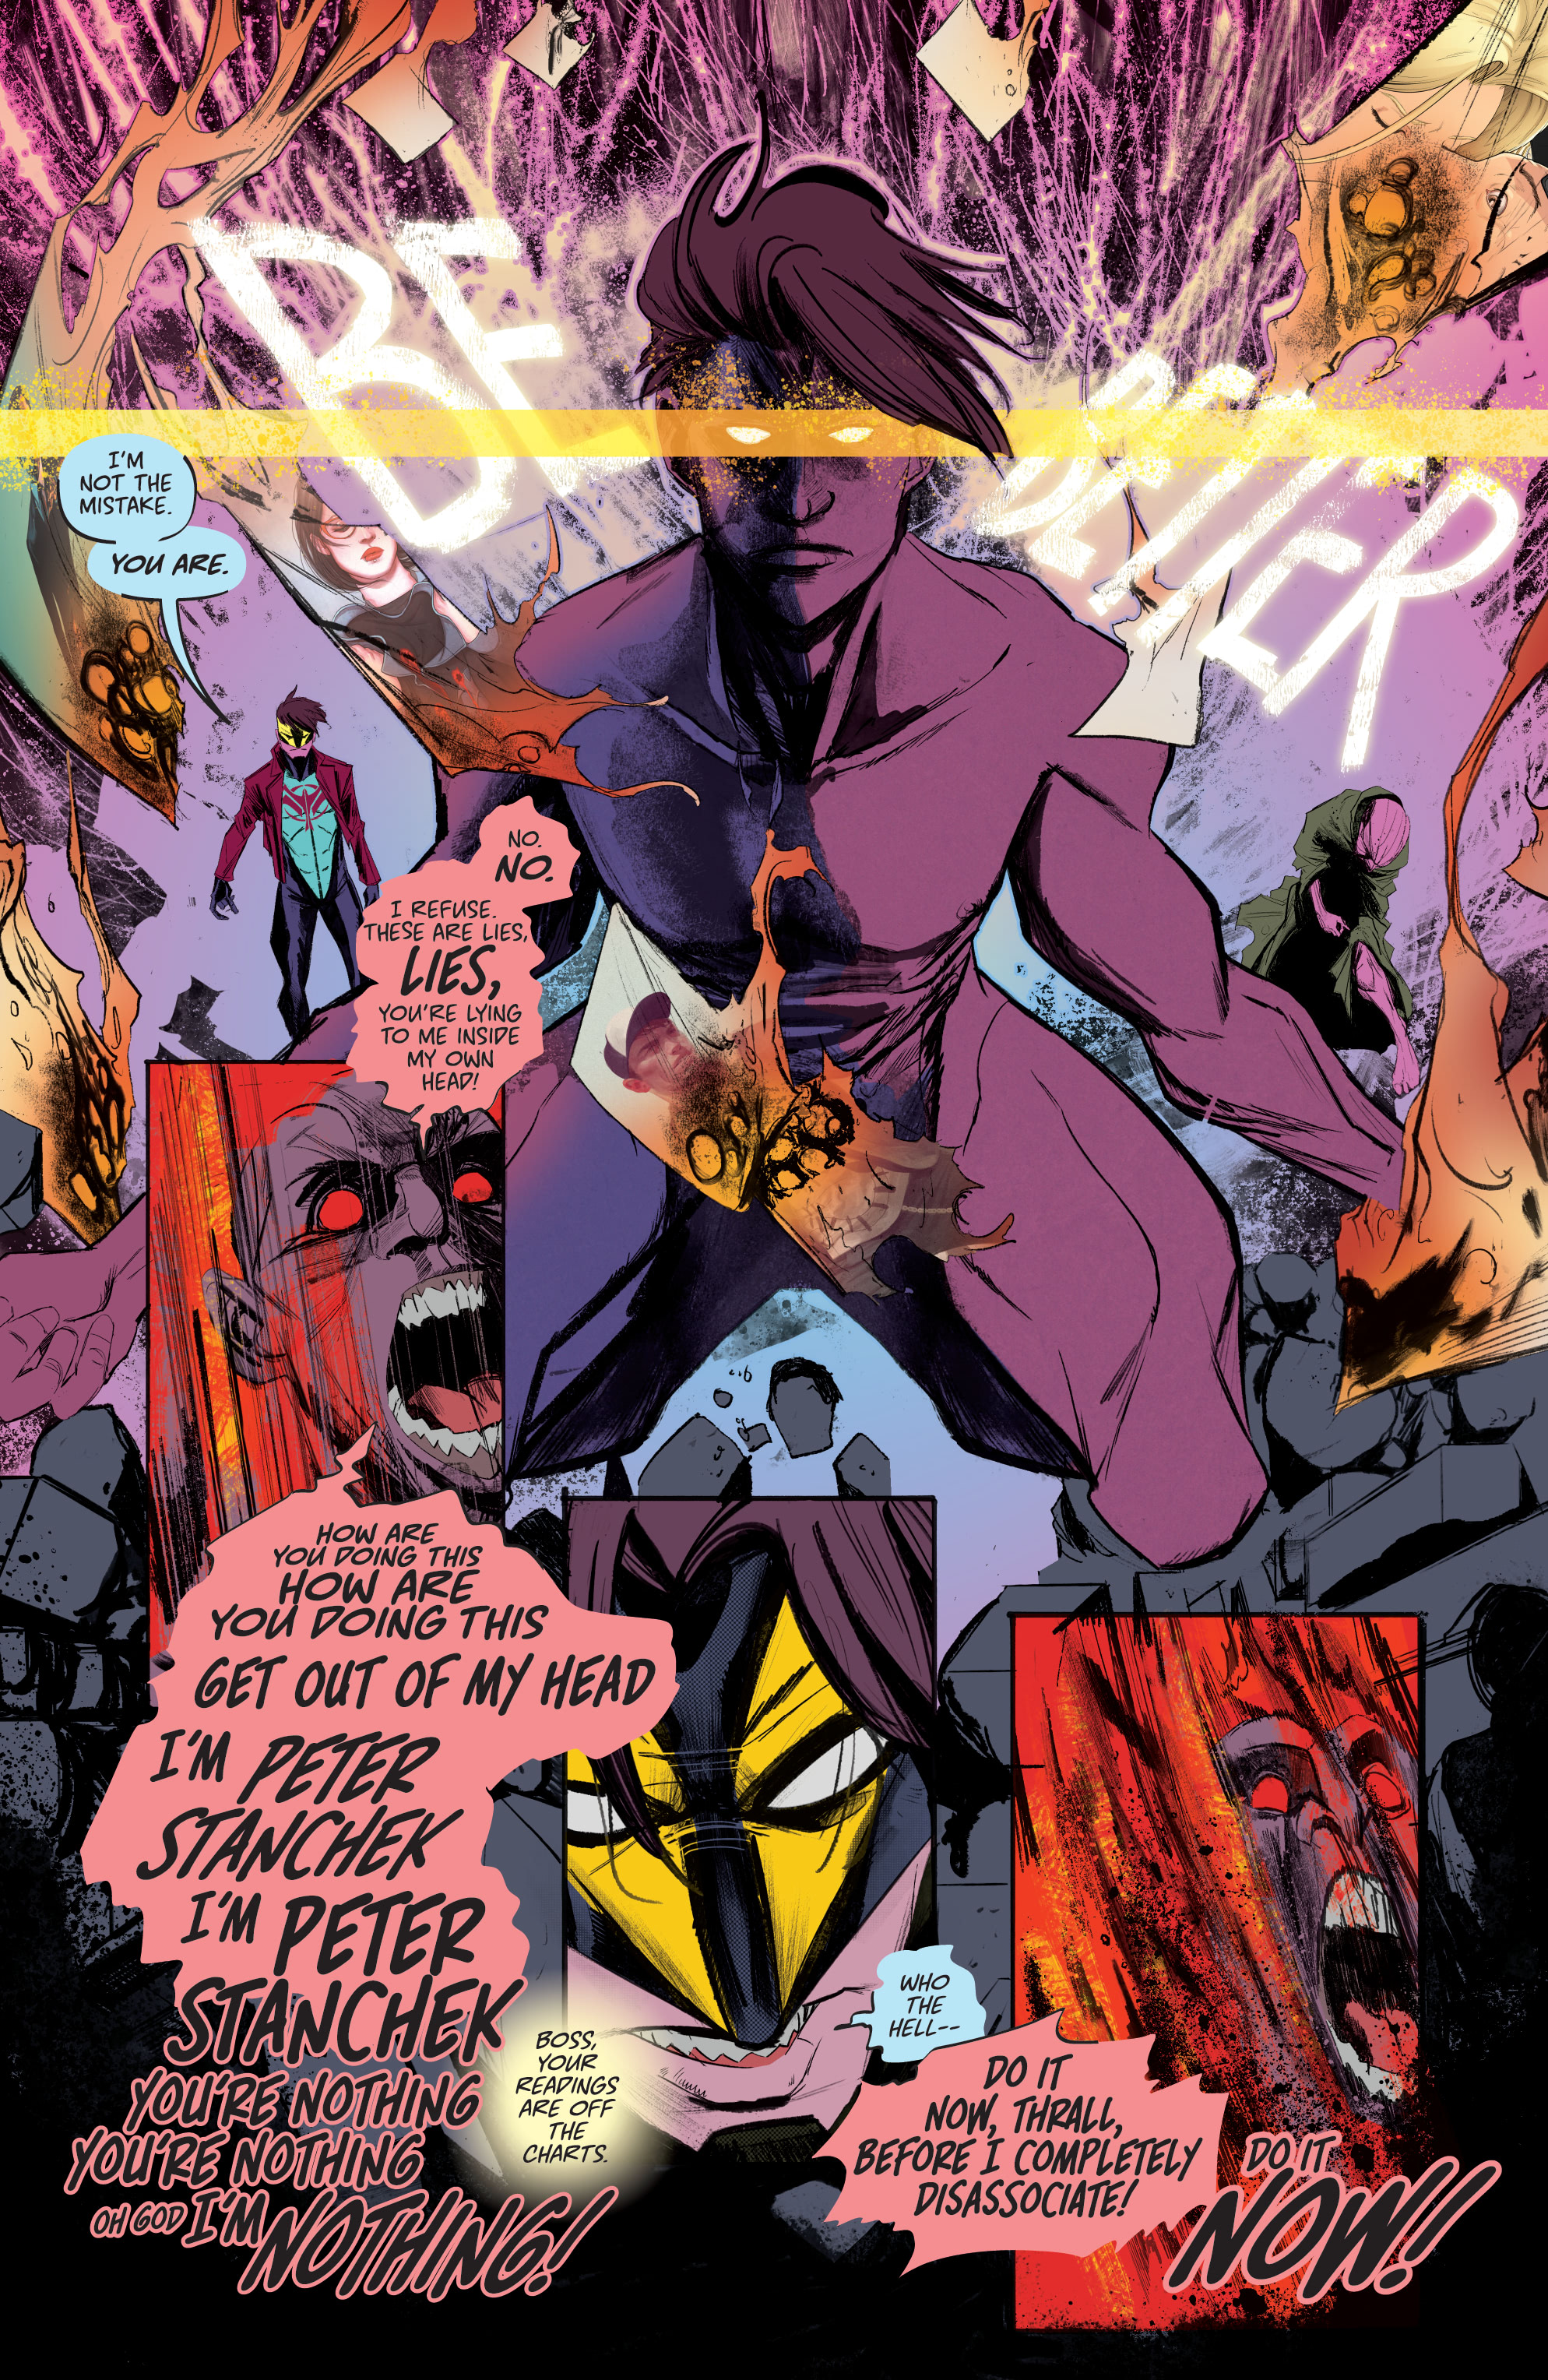 BE
BETTER
I'M
NOT THE
MISTAKE.
YOU ARE.
NO.
NO.
I REFUSE.
THESE ARE LIES,
LIES,
YOU'RE LYING
TO ME INSIDE
MY OWN
HEAD!
HOW ARE
YOU DOING THIS
HOW ARE
YOU DOING THIS
GET OUT OF MY HEAD
I'M PETER
STANCHEK
I'M PETER
STANCHEK
YOU'RE NOTHING
YOU'RE NOTHING
OH GOD I'M NOTHING!
BOSS,
YOUR
READINGS
ARE OFF
THE
CHARTS.
WHO
THE
HELL--
DO IT
NOW, THRALL,
BEFORE I COMPLETELY
DISASSOCIATE!
DO IT
NOW!